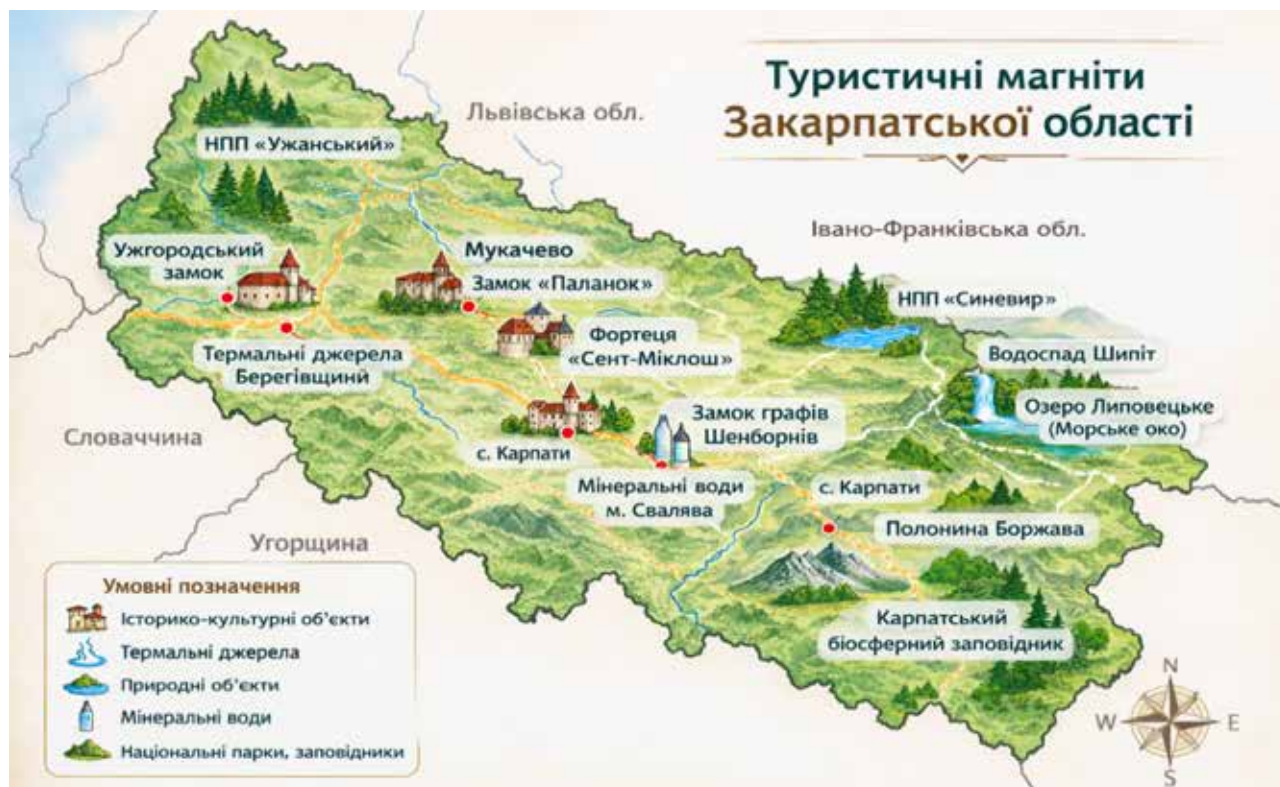 Туристичні магніти
Закарпатської області
Львівська обл.
НПП «Ужанський»
Івано-Франківська обл.
Ужгородський
замок
Мукачево
Замок «Паланок»
НПП «Синевир»
Фортеця
«Сент-Міклош»
Термальні джерела
Берегівщини
Водоспад Шипіт
Озеро Липовецьке
(Морське око)
Замок графів
Шенборнів
Словаччина
с. Карпати
Мінеральні води
м. Свалява
с. Карпати
Полонина Боржава
Угорщина
Карпатський
біосферний заповідник
Умовні позначення
Історико-культурні об'єкти
Термальні джерела
Природні об'єкти
Мінеральні води
Національні парки, заповідники
N
W
E
S